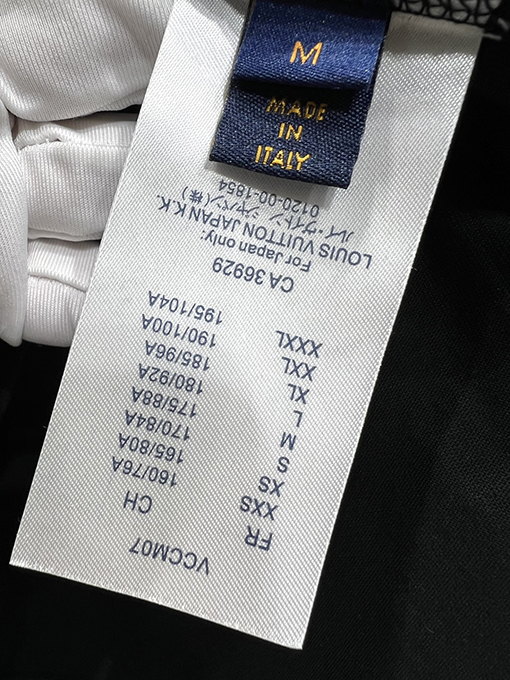 M
MADE
IN
ITALY
VCCM07
FR CH
XXS 160/76A
XS 165/80A
S 170/84A
M 175/88A
L 180/92A
XL 185/96A
XXL 190/100A
XXXL 195/104A
CA 36929
For Japan only:
LOUIS VUITTON JAPAN K.K.
ルイ・ヴィトン ジャパン(株)
0120-00-1854